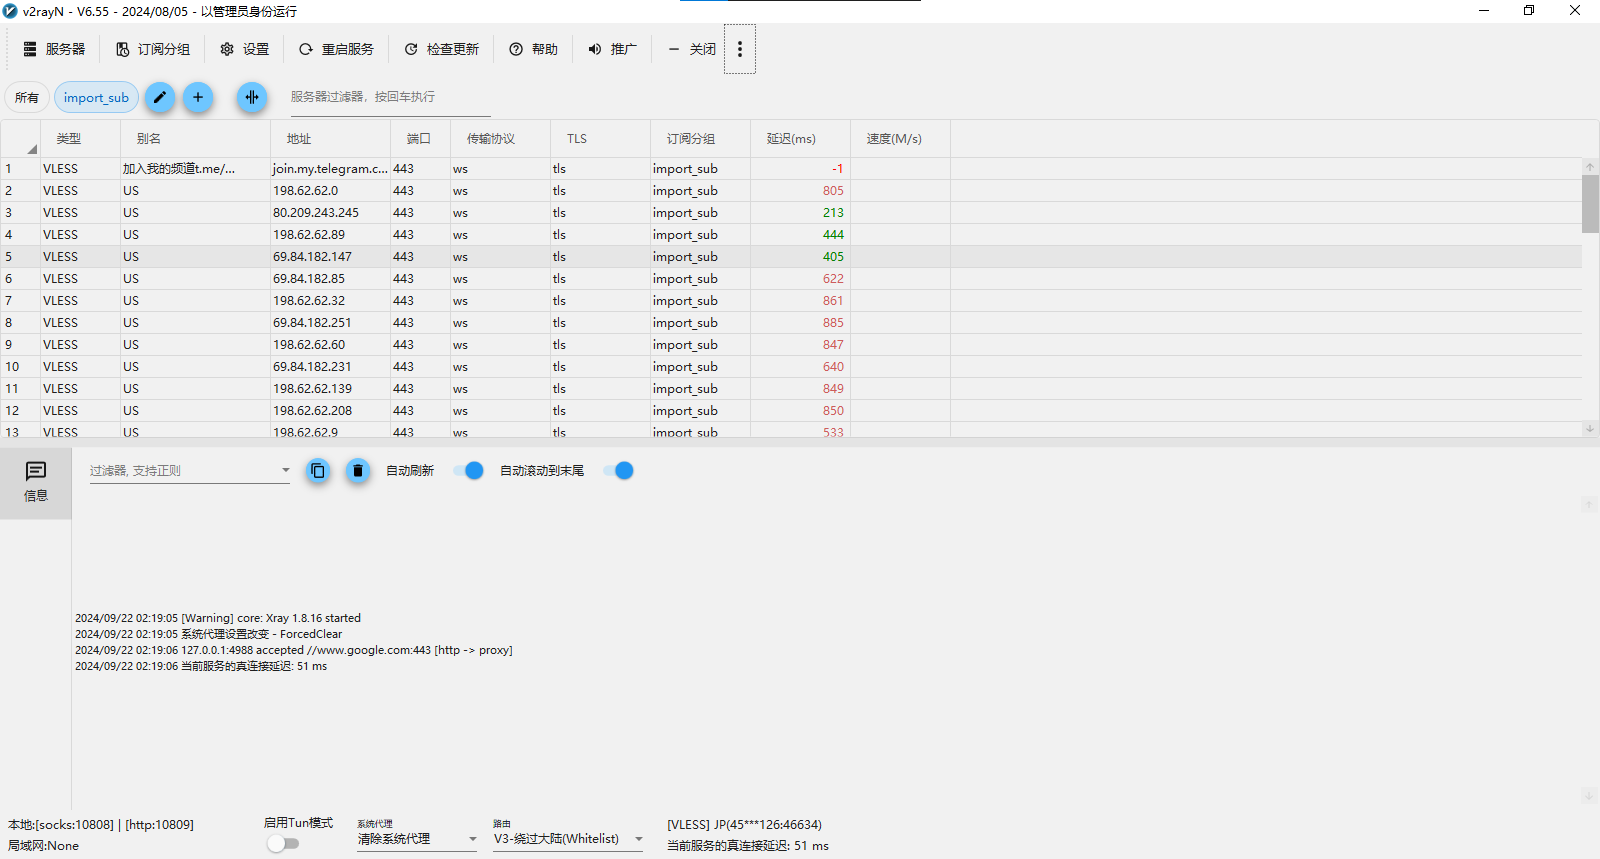 v2rayN - V6.55 - 2024/08/05 - 以管理员身份运行
服务器 订阅分组 设置 重启服务 检查更新 帮助 推广 关闭
所有 import_sub 服务器过滤器，按回车执行
类型 别名 地址 端口 传输协议 TLS 订阅分组 延迟(ms) 速度(M/s)
1 VLESS 加入我的频道t.me/... join.my.telegram.c... 443 ws tls import_sub -1
2 VLESS US 198.62.62.0 443 ws tls import_sub 805
3 VLESS US 80.209.243.245 443 ws tls import_sub 213
4 VLESS US 198.62.62.89 443 ws tls import_sub 444
5 VLESS US 69.84.182.147 443 ws tls import_sub 405
6 VLESS US 69.84.182.85 443 ws tls import_sub 622
7 VLESS US 198.62.62.32 443 ws tls import_sub 861
8 VLESS US 69.84.182.251 443 ws tls import_sub 885
9 VLESS US 198.62.62.60 443 ws tls import_sub 847
10 VLESS US 69.84.182.231 443 ws tls import_sub 640
11 VLESS US 198.62.62.139 443 ws tls import_sub 849
12 VLESS US 198.62.62.208 443 ws tls import_sub 850
13 VLESS US 198.62.62.9 443 ws tls import_sub 533
信息
过滤器, 支持正则 自动刷新 自动滚动到末尾
2024/09/22 02:19:05 [Warning] core: Xray 1.8.16 started
2024/09/22 02:19:05 系统代理设置改变 - ForcedClear
2024/09/22 02:19:06 127.0.0.1:4988 accepted //www.google.com:443 [http -> proxy]
2024/09/22 02:19:06 当前服务的真连接延迟: 51 ms
本地:[socks:10808] | [http:10809]
局域网:None
启用Tun模式
系统代理
清除系统代理
路由
V3-绕过大陆(Whitelist)
[VLESS] JP(45***126:46634)
当前服务的真连接延迟: 51 ms